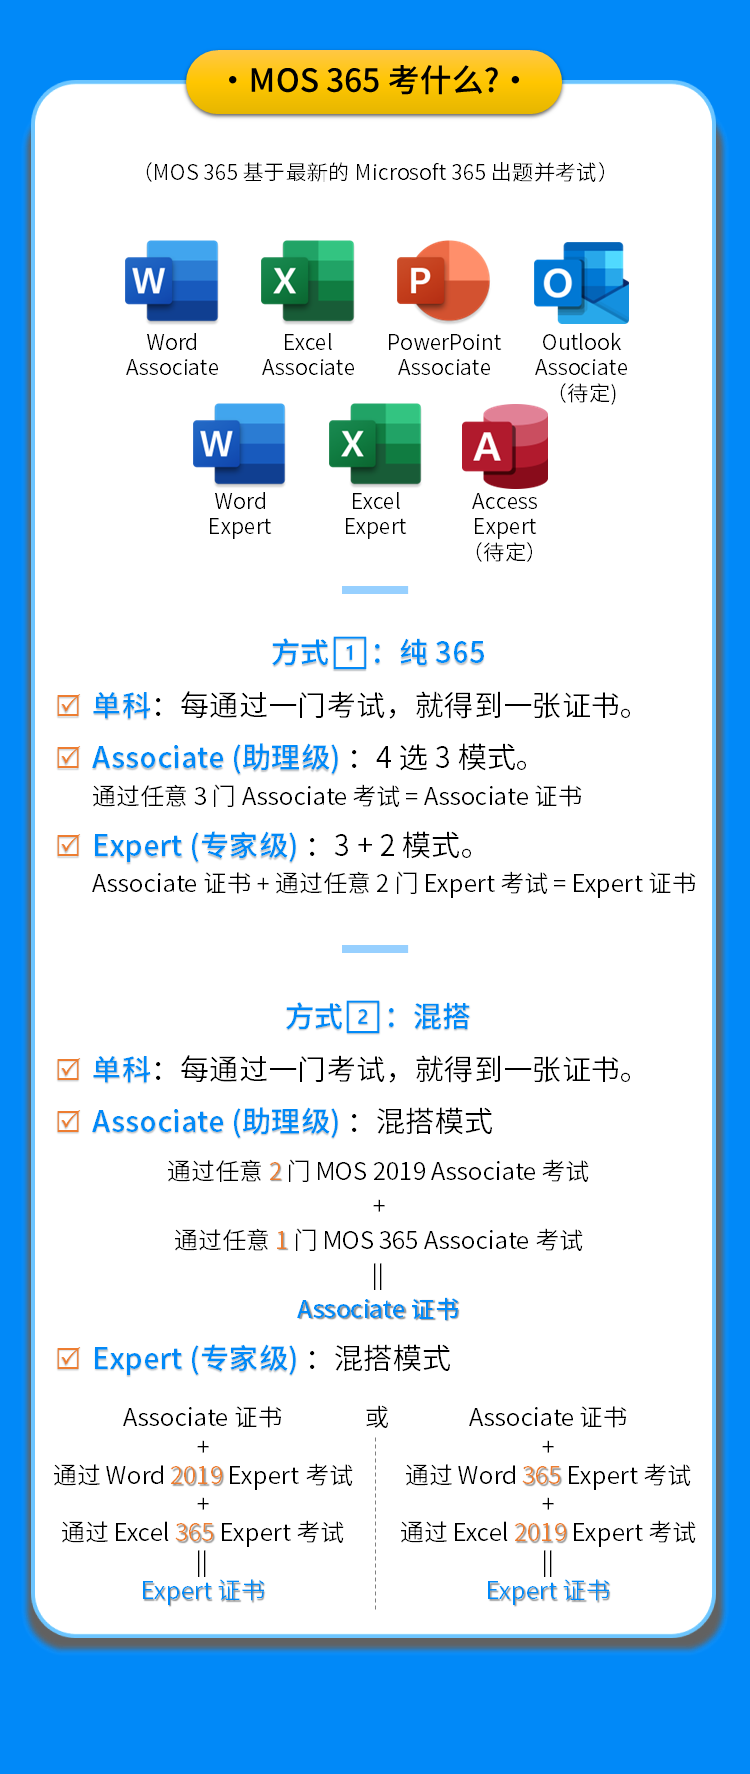 • MOS 365 考什么? •
（MOS 365 基于最新的 Microsoft 365 出题并考试）
W X P O
Word Excel PowerPoint Outlook
Associate Associate Associate Associate
（待定）
W X A
Word Excel Access
Expert Expert Expert
（待定）
方式1：纯 365
单科：每通过一门考试，就得到一张证书。
Associate (助理级)：4 选 3 模式。
通过任意 3 门 Associate 考试 = Associate 证书
Expert (专家级)：3 + 2 模式。
Associate 证书 + 通过任意 2 门 Expert 考试 = Expert 证书
方式2：混搭
单科：每通过一门考试，就得到一张证书。
Associate (助理级)：混搭模式
通过任意 2 门 MOS 2019 Associate 考试
+
通过任意 1 门 MOS 365 Associate 考试
||
Associate 证书
Expert (专家级)：混搭模式
Associate 证书 或 Associate 证书
+ +
通过 Word 2019 Expert 考试 通过 Word 365 Expert 考试
+ +
通过 Excel 365 Expert 考试 通过 Excel 2019 Expert 考试
|| ||
Expert 证书 Expert 证书